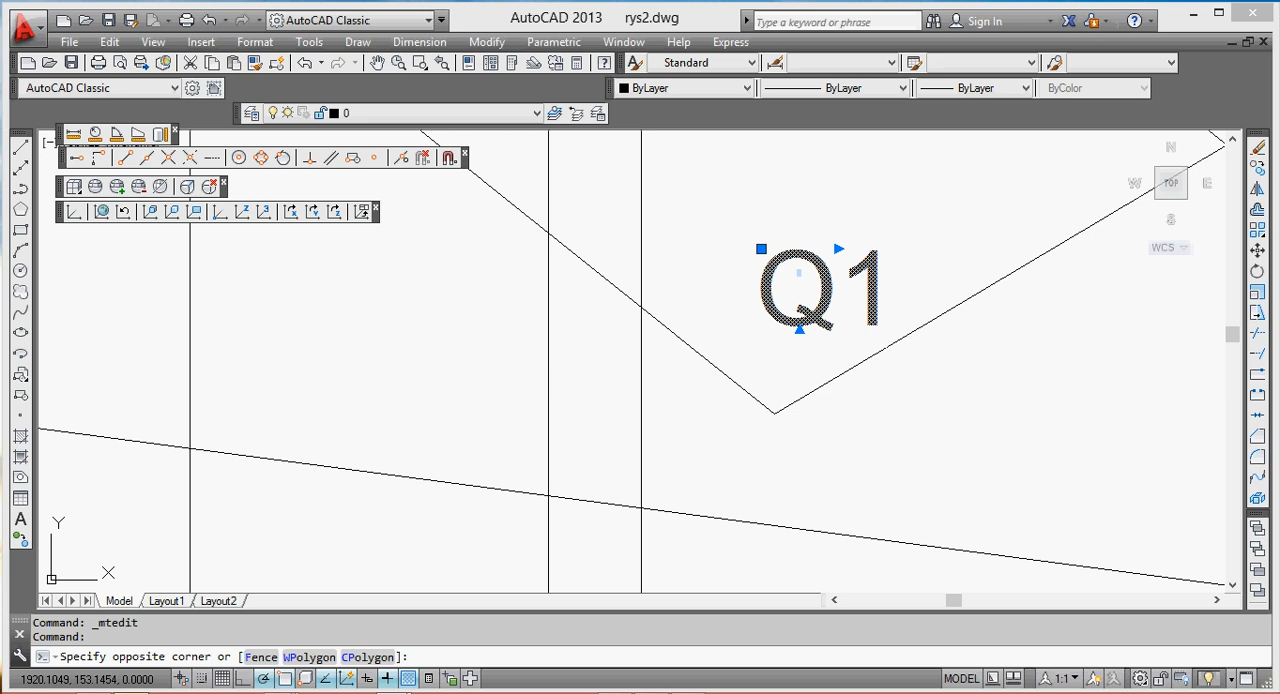 AutoCAD Classic AutoCAD 2013 rys2.dwg Type a keyword or phrase Sign In
File Edit View Insert Format Tools Draw Dimension Modify Parametric Window Help Express
Standard
AutoCAD Classic ByLayer ByLayer ByLayer ByColor
0
[−
N
W TOP E
S
WCS
Q1
Y
X
Model Layout1 Layout2
Command: _mtedit
Command:
Specify opposite corner or [Fence WPolygon CPolygon]:
1920.1049, 153.1454, 0.0000 MODEL 1:1